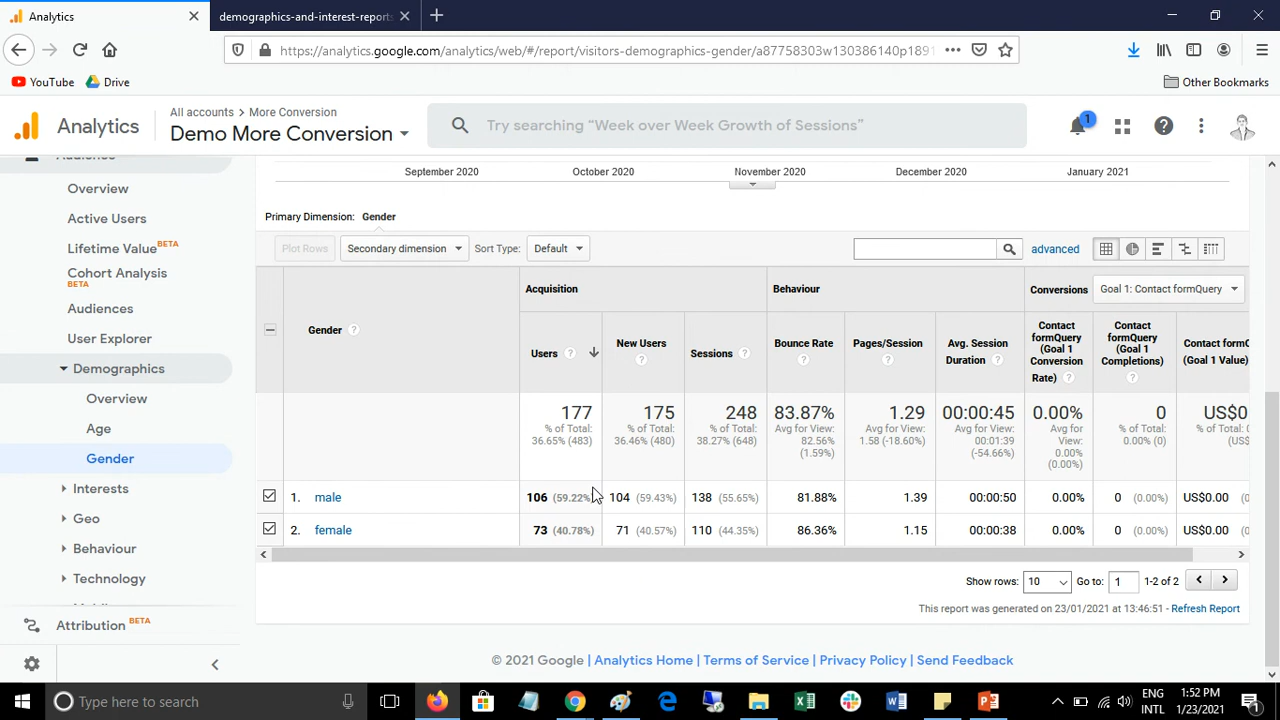 Analytics
demographics-and-interest-reports
https://analytics.google.com/analytics/web/#/report/visitors-demographics-gender/a87758303w130386140p1891
YouTube
Drive
Other Bookmarks
Analytics
All accounts > More Conversion
Demo More Conversion
Try searching “Week over Week Growth of Sessions”
1
Audience
Overview
Active Users
Lifetime Value BETA
Cohort Analysis
BETA
Audiences
User Explorer
Demographics
Overview
Age
Gender
Interests
Geo
Behaviour
Technology
Attribution BETA
September 2020
October 2020
November 2020
December 2020
January 2021
Primary Dimension: Gender
Plot Rows
Secondary dimension
Sort Type:
Default
advanced
Gender ?
Acquisition
Behaviour
Conversions
Goal 1: Contact formQuery
Users ?
New Users
?
Sessions ?
Bounce Rate
?
Pages/Session
?
Avg. Session
Duration ?
Contact
formQuery
(Goal 1
Conversion
Rate) ?
Contact
formQuery
(Goal 1
Completions)
?
Contact form
(Goal 1 Value)
177
% of Total:
36.65% (483)
175
% of Total:
36.46% (480)
248
% of Total:
38.27% (648)
83.87%
Avg for View:
82.56%
(1.59%)
1.29
Avg for View:
1.58 (-18.60%)
00:00:45
Avg for View:
00:01:39
(-54.66%)
0.00%
Avg for
View:
0.00%
(0.00%)
0
% of Total:
0.00% (0)
US$0
% of Total:
(US$
1. male 106 (59.22%) 104 (59.43%) 138 (55.65%) 81.88% 1.39 00:00:50 0.00% 0 (0.00%) US$0.00 (0
2. female 73 (40.78%) 71 (40.57%) 110 (44.35%) 86.36% 1.15 00:00:38 0.00% 0 (0.00%) US$0.00 (0
Show rows: 10 Go to: 1 1-2 of 2
This report was generated on 23/01/2021 at 13:46:51 - Refresh Report
© 2021 Google | Analytics Home | Terms of Service | Privacy Policy | Send Feedback
Type here to search
ENG
INTL
1:52 PM
1/23/2021
1